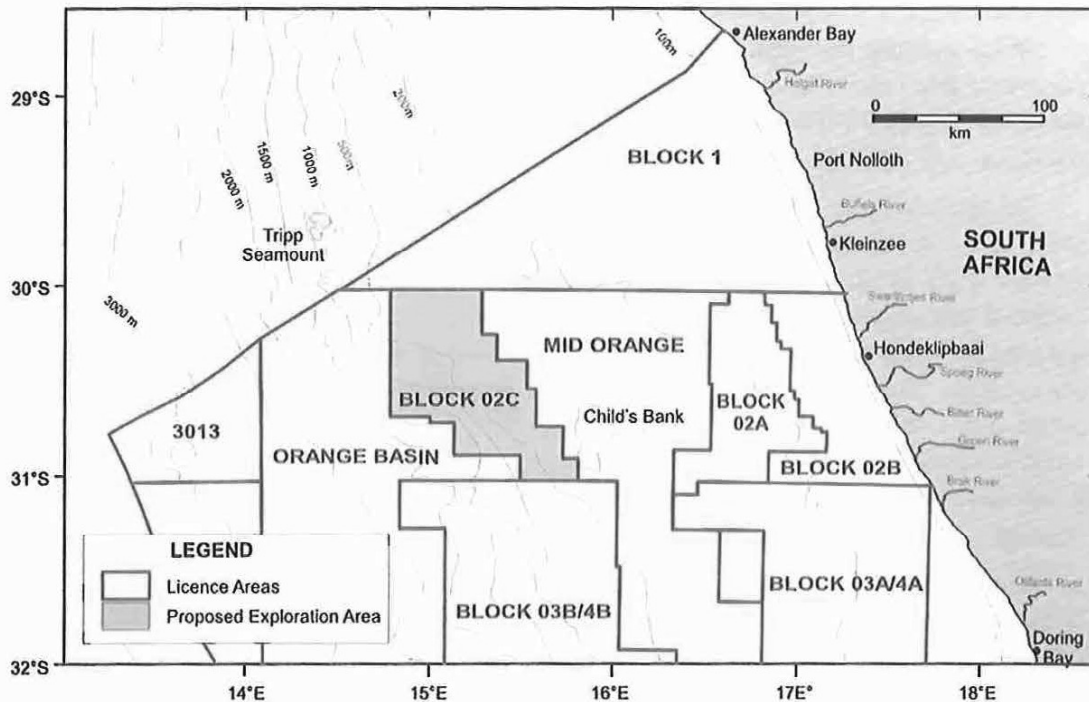 Alexander Bay
100m
29°S
Holgat River
0 100
km
200m
500m
1000 m
1500 m
2000 m
3000 m
BLOCK 1
Port Nolloth
Buffels River
Tripp
Seamount
Kleinzee
SOUTH
AFRICA
30°S
Swartlintjies River
MID ORANGE
Hondeklipbaai
Spoeg River
BLOCK 02C
Child's Bank
BLOCK
02A
Bitter River
3013
ORANGE BASIN
BLOCK 02B
Groen River
31°S
Brak River
LEGEND
Licence Areas
Proposed Exploration Area
BLOCK 03B/4B
BLOCK 03A/4A
Olifants River
Doring
Bay
32°S
14°E
15°E
16°E
17°E
18°E